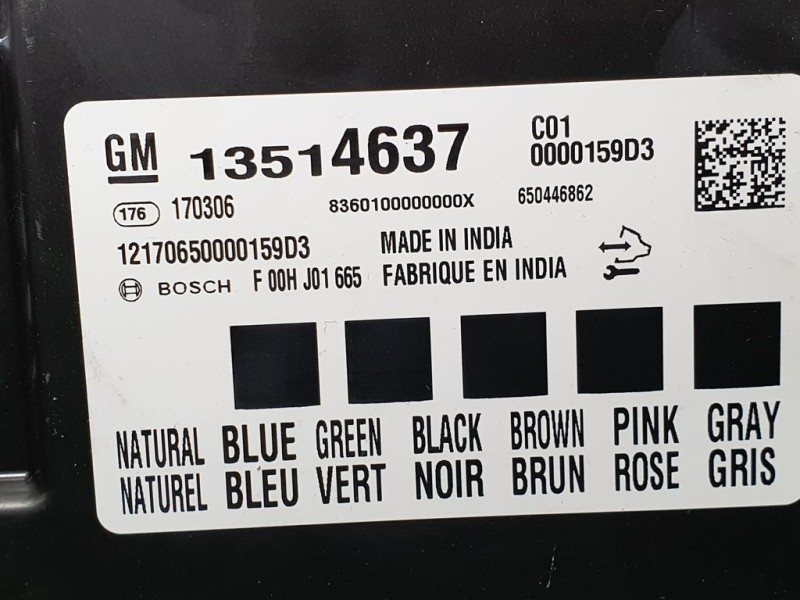 GM 13514637 C01
0000159D3
176 170306 8360100000000X 650446862
12170650000159D3 MADE IN INDIA
BOSCH F 00H J01 665 FABRIQUE EN INDIA
NATURAL BLUE GREEN BLACK BROWN PINK GRAY
NATUREL BLEU VERT NOIR BRUN ROSE GRIS